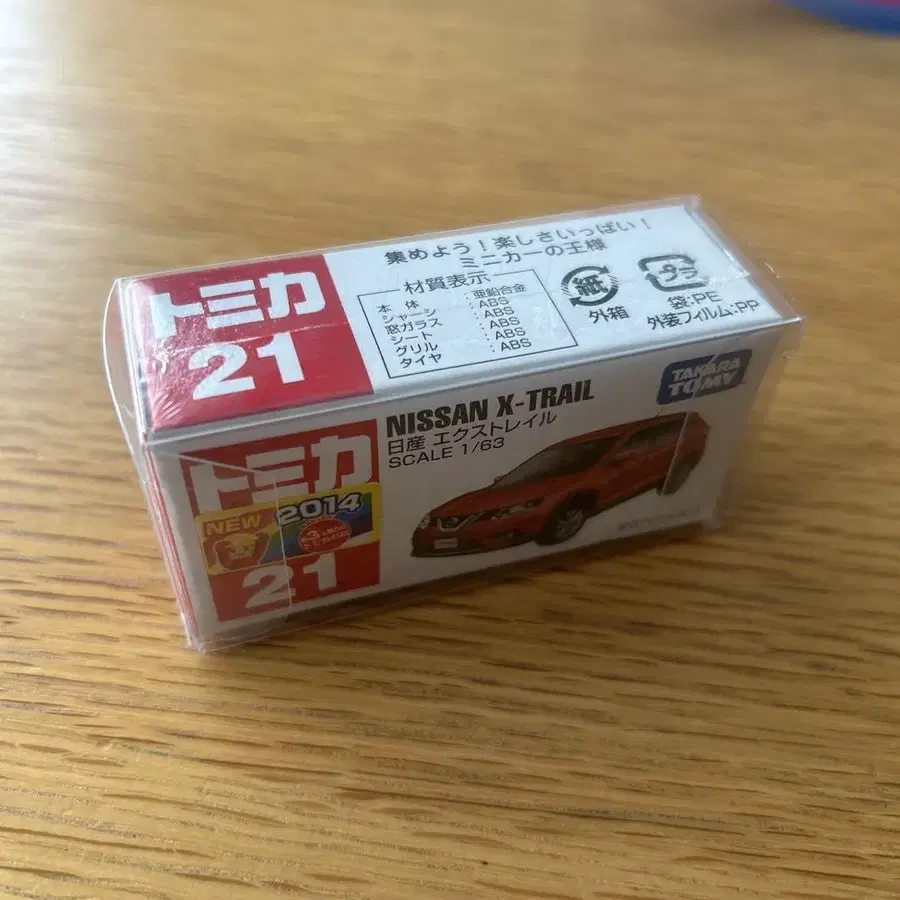 トミカ
21
集めよう！楽しさいっぱい！
ミニカーの王様
材質表示
本体：亜鉛合金
シャーシ：ABS
窓ガラス：ABS
シート：ABS
グリル：ABS
タイヤ
紙
外箱
プラ
袋:PE
外装フィルム:PP
トミカ
NEW
2014
21
NISSAN X-TRAIL
日産 エクストレイル
SCALE 1/63
TAKARA
TOMY